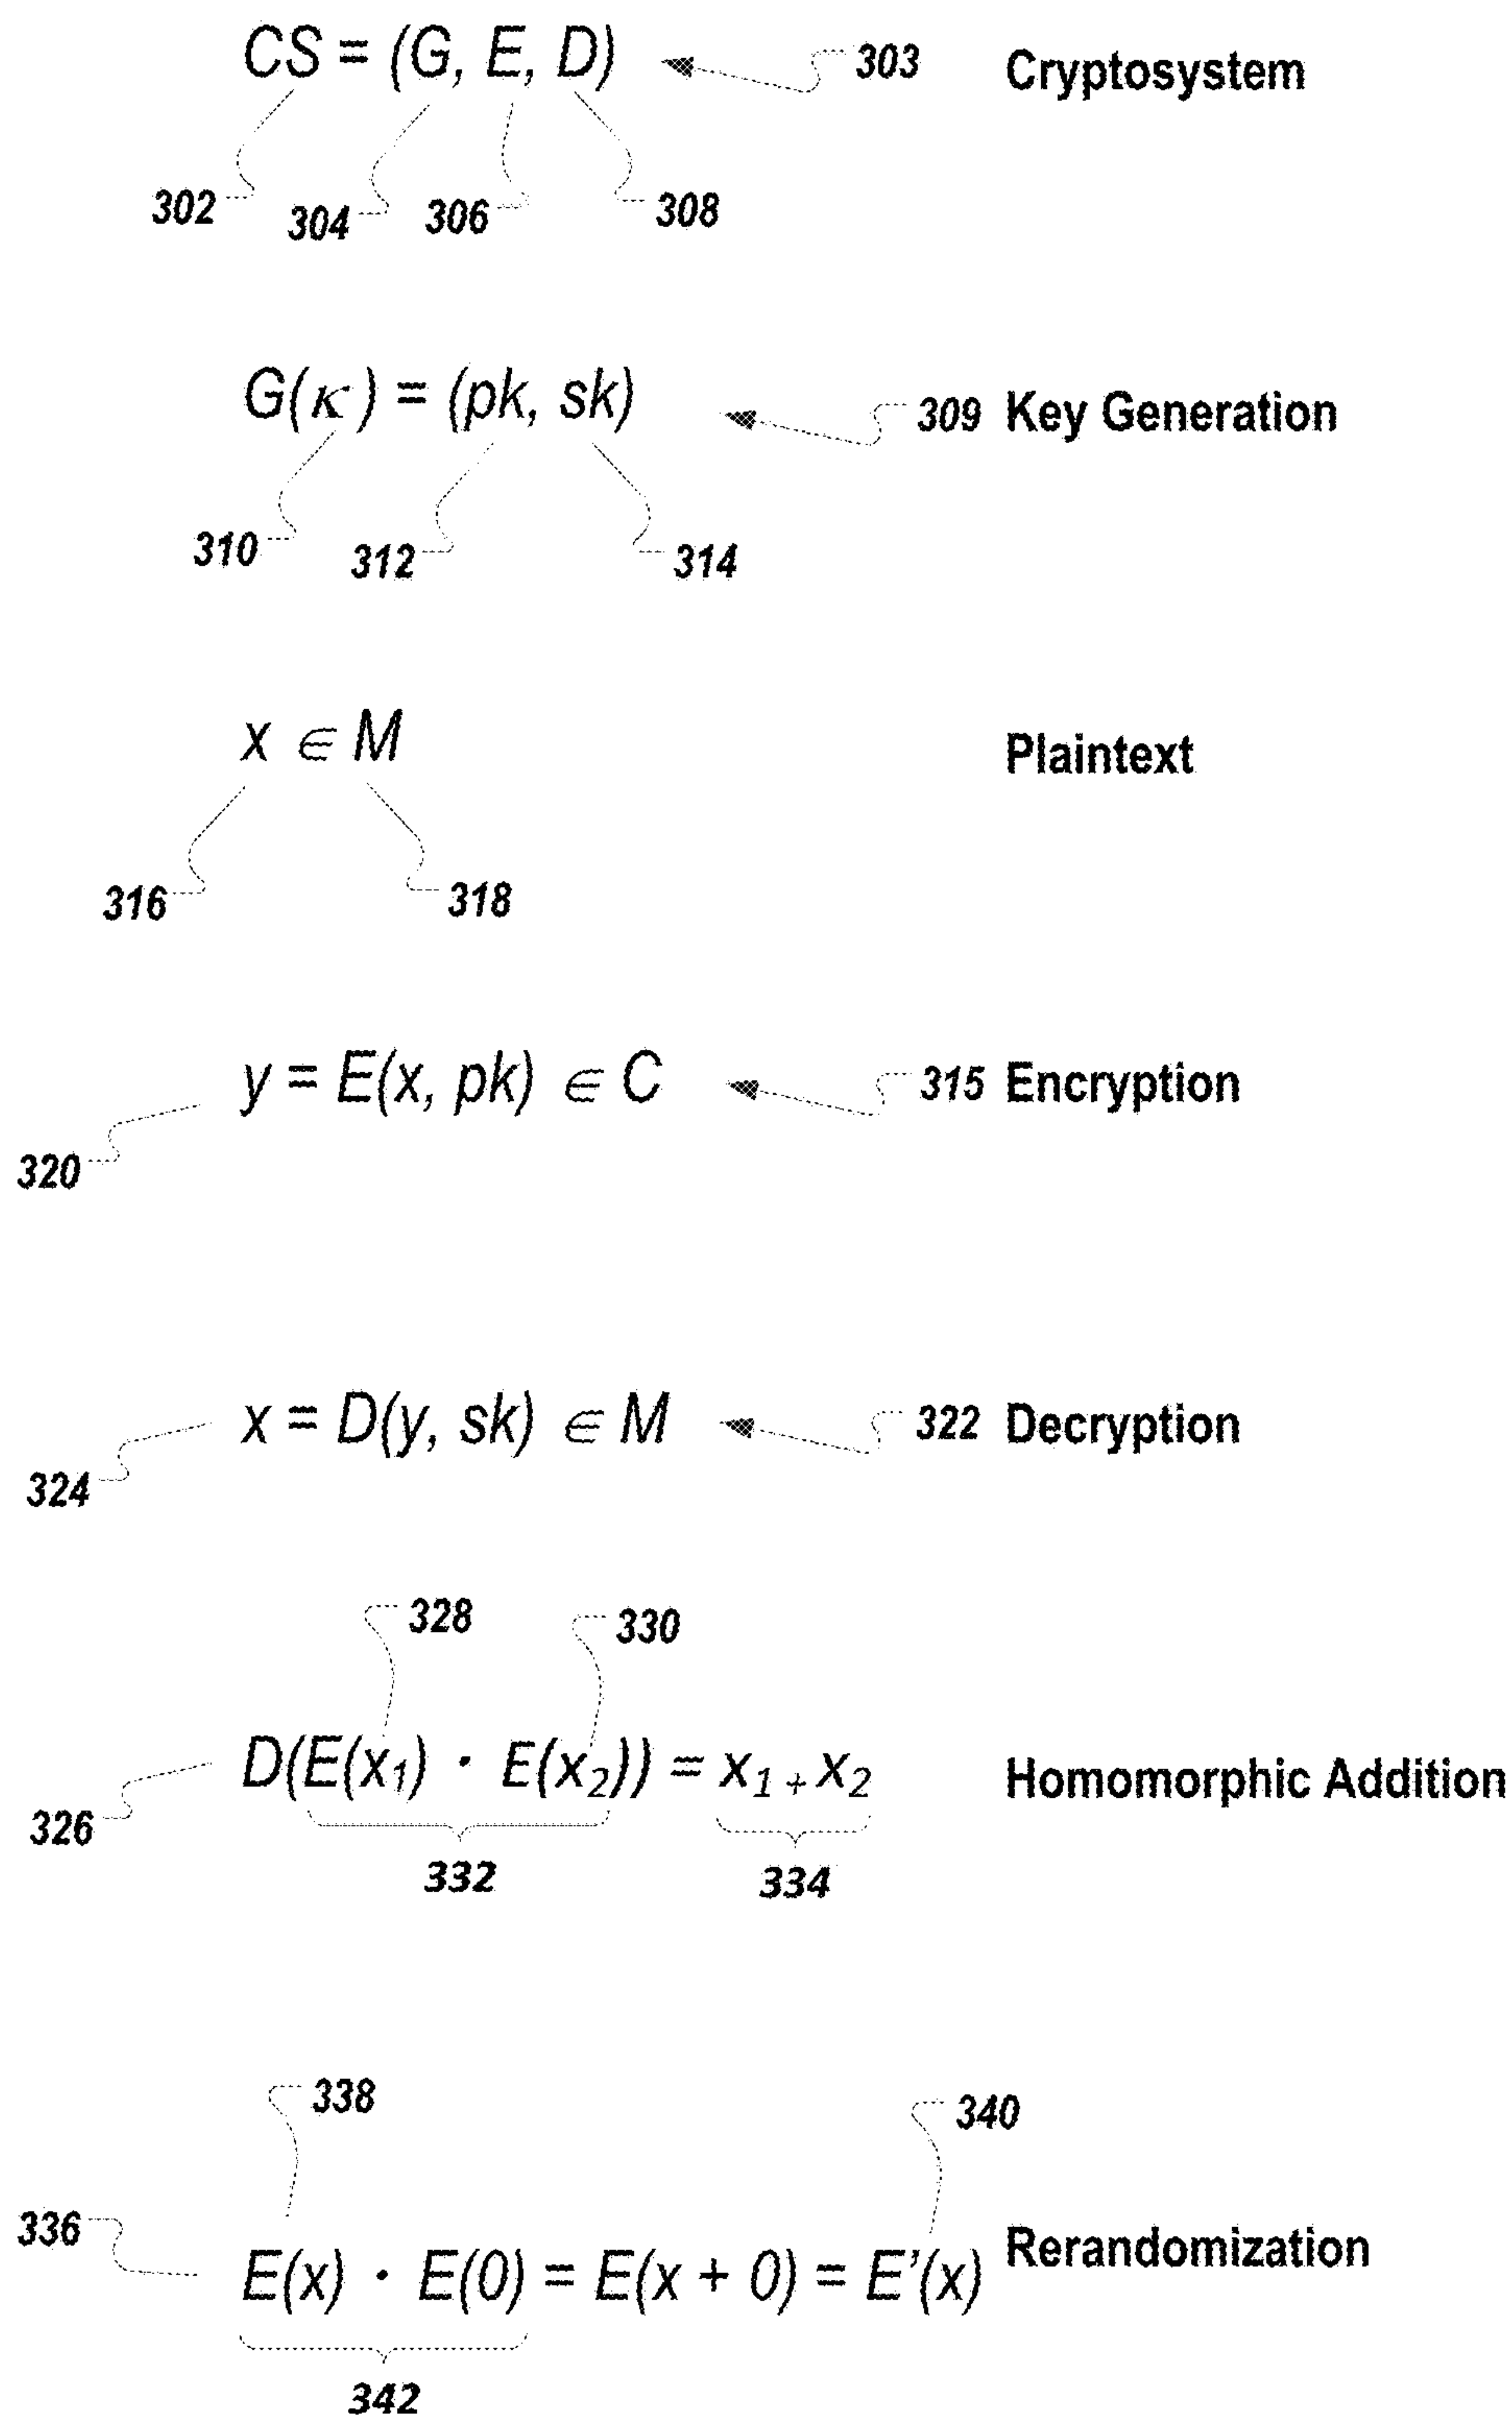 CS = (G, E, D) 303 Cryptosystem
302 304 306 308
G(κ) = (pk, sk) 309 Key Generation
310 312 314
x ∈ M Plaintext
316 318
y = E(x, pk) ∈ C 315 Encryption
320
x = D(y, sk) ∈ M 322 Decryption
324
328 330
D(E(x₁) · E(x₂)) = x₁ + x₂ Homomorphic Addition
326
332 334
338 340
336
E(x) · E(0) = E(x + 0) = E’(x) Rerandomization
342